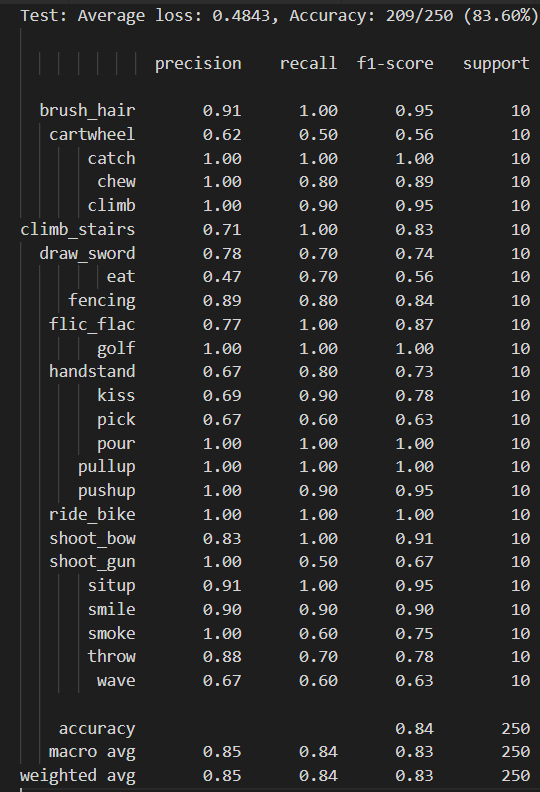 Test: Average loss: 0.4843, Accuracy: 209/250 (83.60%)
precision recall f1-score support
brush_hair 0.91 1.00 0.95 10
cartwheel 0.62 0.50 0.56 10
catch 1.00 1.00 1.00 10
chew 1.00 0.80 0.89 10
climb 1.00 0.90 0.95 10
climb_stairs 0.71 1.00 0.83 10
draw_sword 0.78 0.70 0.74 10
eat 0.47 0.70 0.56 10
fencing 0.89 0.80 0.84 10
flic_flac 0.77 1.00 0.87 10
golf 1.00 1.00 1.00 10
handstand 0.67 0.80 0.73 10
kiss 0.69 0.90 0.78 10
pick 0.67 0.60 0.63 10
pour 1.00 1.00 1.00 10
pullup 1.00 1.00 1.00 10
pushup 1.00 0.90 0.95 10
ride_bike 1.00 1.00 1.00 10
shoot_bow 0.83 1.00 0.91 10
shoot_gun 1.00 0.50 0.67 10
situp 0.91 1.00 0.95 10
smile 0.90 0.90 0.90 10
smoke 1.00 0.60 0.75 10
throw 0.88 0.70 0.78 10
wave 0.67 0.60 0.63 10
accuracy 0.84 250
macro avg 0.85 0.84 0.83 250
weighted avg 0.85 0.84 0.83 250